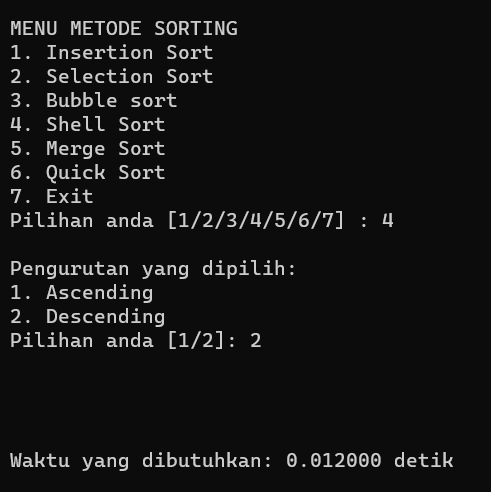 MENU METODE SORTING
1. Insertion Sort
2. Selection Sort
3. Bubble sort
4. Shell Sort
5. Merge Sort
6. Quick Sort
7. Exit
Pilihan anda [1/2/3/4/5/6/7] : 4
Pengurutan yang dipilih:
1. Ascending
2. Descending
Pilihan anda [1/2]: 2
Waktu yang dibutuhkan: 0.012000 detik